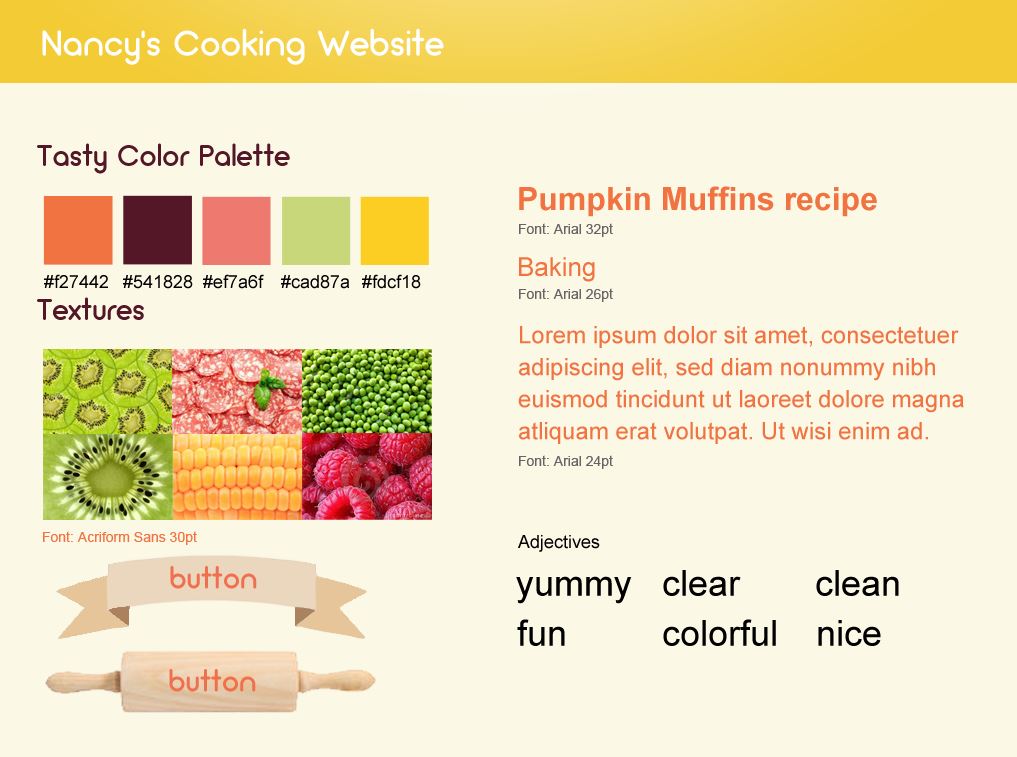 Nancy's Cooking Website
Tasty Color Palette
#f27442 #541828 #ef7a6f #cad87a #fdcf18
Textures
Font: Acriform Sans 30pt
button
button
Pumpkin Muffins recipe
Font: Arial 32pt
Baking
Font: Arial 26pt
Lorem ipsum dolor sit amet, consectetuer
adipiscing elit, sed diam nonummy nibh
euismod tincidunt ut laoreet dolore magna
atliquam erat volutpat. Ut wisi enim ad.
Font: Arial 24pt
Adjectives
yummy clear clean
fun colorful nice